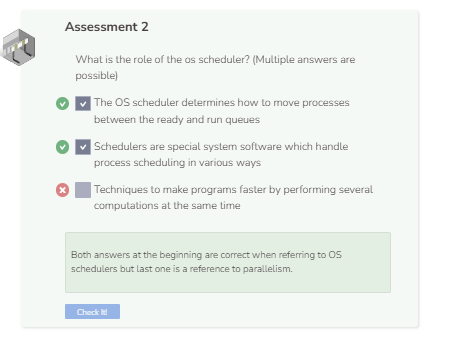 Assessment 2
What is the role of the os scheduler? (Multiple answers are
possible)
The OS scheduler determines how to move processes
between the ready and run queues
Schedulers are special system software which handle
process scheduling in various ways
Techniques to make programs faster by performing several
computations at the same time
Both answers at the beginning are correct when referring to OS
schedulers but last one is a reference to parallelism.
Check It!